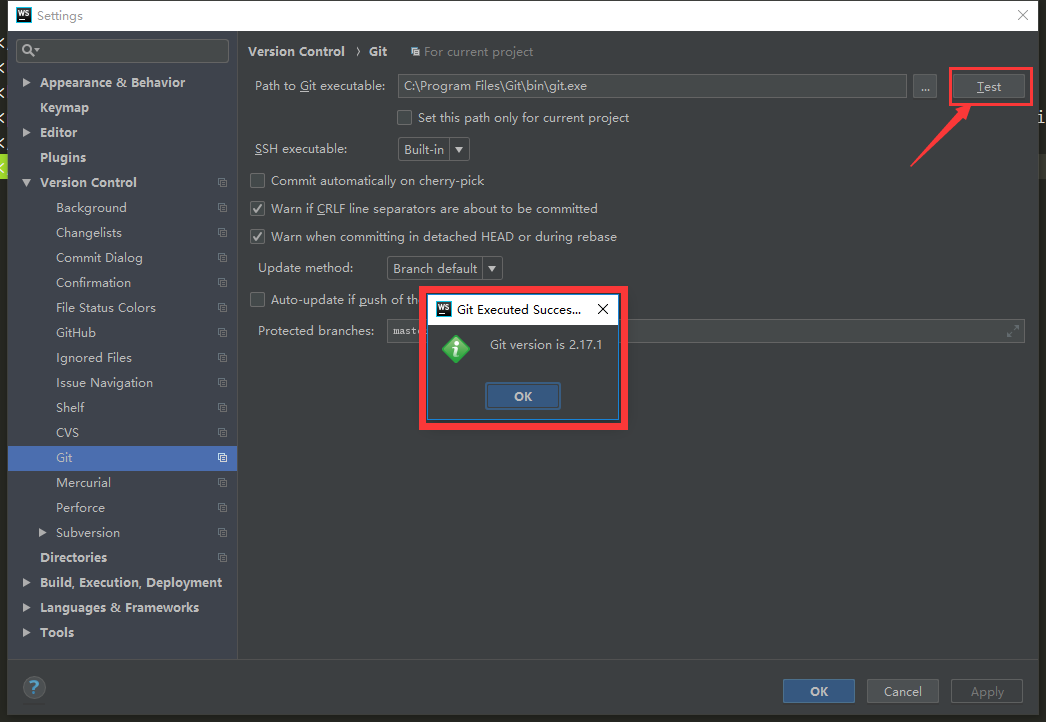 WS Settings
Version Control › Git For current project
Path to Git executable: C:\Program Files\Git\bin\git.exe ... Test
Set this path only for current project
SSH executable: Built-in
Commit automatically on cherry-pick
Warn if CRLF line separators are about to be committed
Warn when committing in detached HEAD or during rebase
Update method: Branch default
Auto-update if push of the
Protected branches: mast
WS Git Executed Succes...
Git version is 2.17.1
OK
Appearance & Behavior
Keymap
Editor
Plugins
Version Control
Background
Changelists
Commit Dialog
Confirmation
File Status Colors
GitHub
Ignored Files
Issue Navigation
Shelf
CVS
Git
Mercurial
Perforce
Subversion
Directories
Build, Execution, Deployment
Languages & Frameworks
Tools
?
OK Cancel Apply